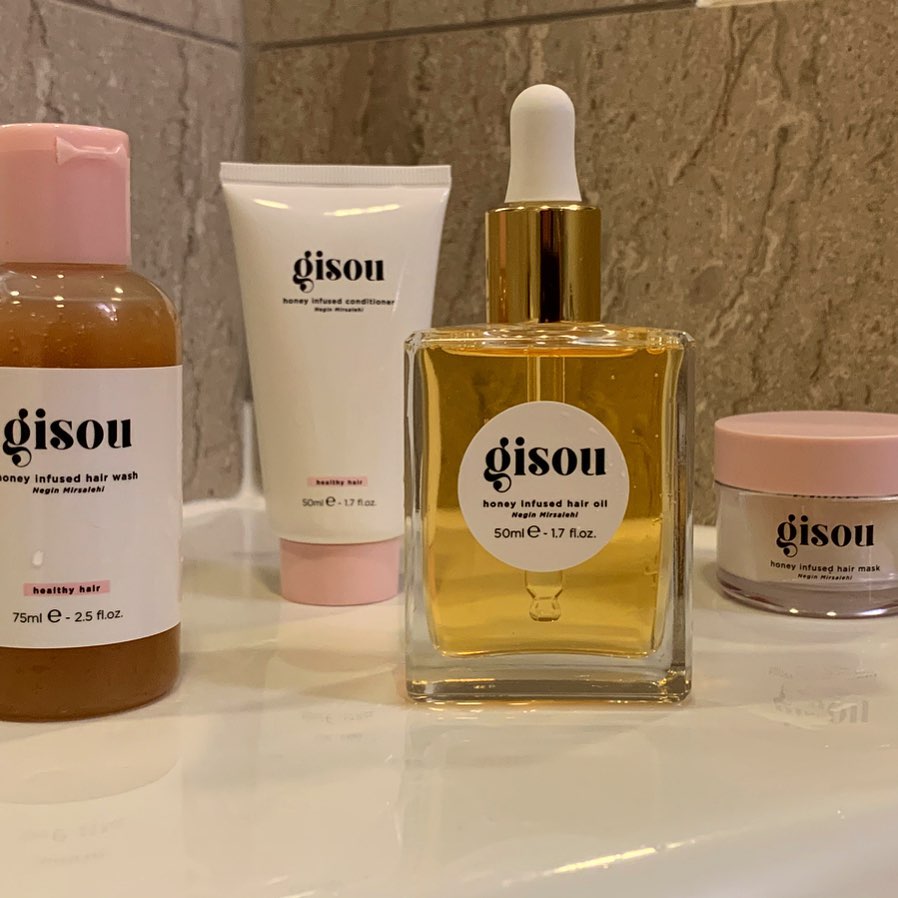 gisou
honey infused hair wash
Negin Mirsalehi
healthy hair
75ml e - 2.5 fl.oz.
gisou
honey infused conditioner
Negin Mirsalehi
healthy hair
50ml e - 1.7 fl.oz.
gisou
honey infused hair oil
Negin Mirsalehi
50ml e - 1.7 fl.oz.
gisou
honey infused hair mask
Negin Mirsalehi